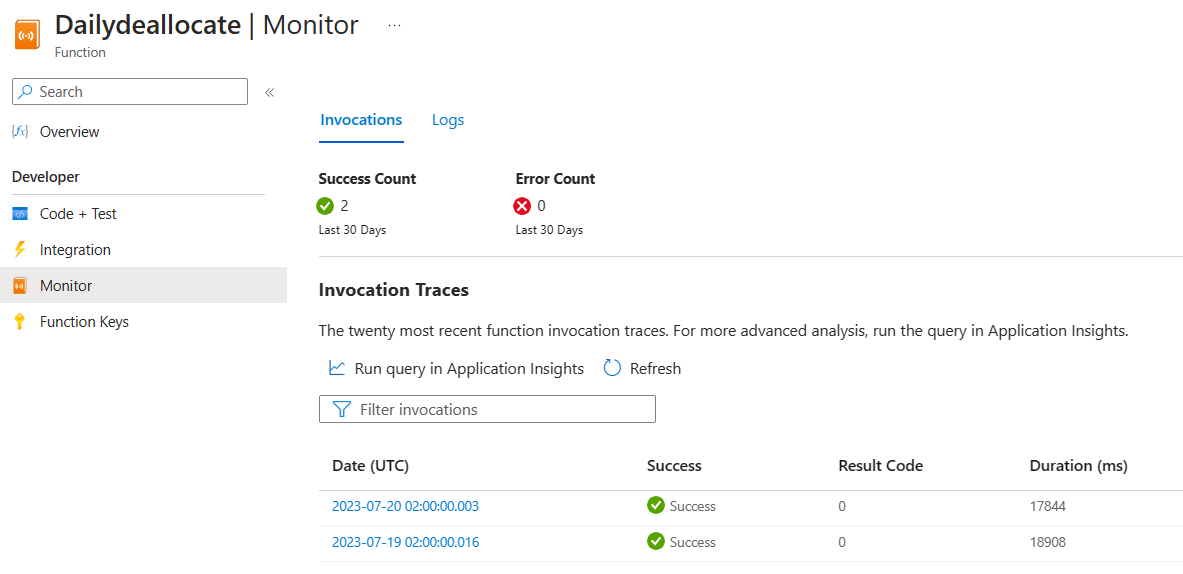 Dailydeallocate | Monitor ...
Function
Search
«
Overview
Developer
Code + Test
Integration
Monitor
Function Keys
Invocations Logs
Success Count Error Count
2 0
Last 30 Days Last 30 Days
Invocation Traces
The twenty most recent function invocation traces. For more advanced analysis, run the query in Application Insights.
Run query in Application Insights Refresh
Filter invocations
Date (UTC) Success Result Code Duration (ms)
2023-07-20 02:00:00.003 Success 0 17844
2023-07-19 02:00:00.016 Success 0 18908